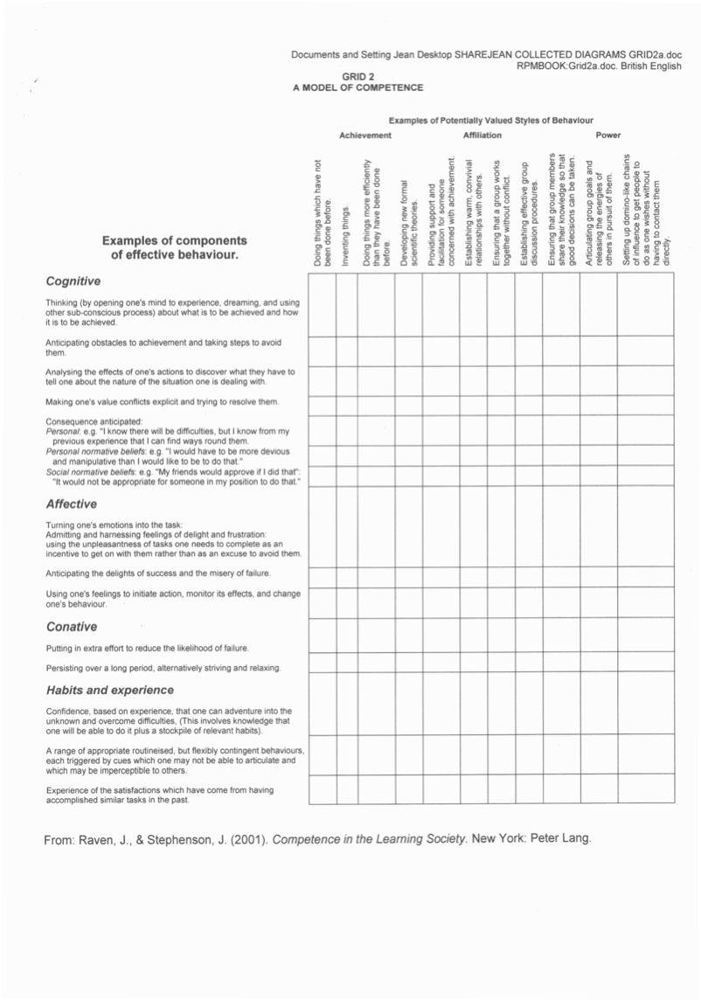 Documents and Setting Jean Desktop SHAREJEAN COLLECTED DIAGRAMS GRID2a.doc
RPMBOOK:Grid2a.doc. British English
GRID 2
A MODEL OF COMPETENCE
Examples of Potentially Valued Styles of Behaviour
Achievement
Affiliation
Power
Doing things which have not
been done before.
Inventing things.
Doing things more efficiently
than they have been done
before.
Developing new formal
scientific theories.
Providing support and
facilitation for someone
concerned with achievement.
Establishing warm, convivial
relationships with others.
Ensuring that a group works
together without conflict.
Establishing effective group
discussion procedures.
Ensuring that group members
share their knowledge so that
good decisions can be taken.
Articulating group goals and
releasing the energies of
others in pursuit of them.
Setting up domino-like chains
of influence to get people to
do as one wishes without
having to contact them
directly.
Examples of components
of effective behaviour.
Cognitive
Thinking (by opening one's mind to experience, dreaming, and using
other sub-conscious process) about what is to be achieved and how
it is to be achieved.
Anticipating obstacles to achievement and taking steps to avoid
them.
Analysing the effects of one's actions to discover what they have to
tell one about the nature of the situation one is dealing with.
Making one's value conflicts explicit and trying to resolve them.
Consequence anticipated:
Personal: e.g. "I know there will be difficulties, but I know from my
previous experience that I can find ways round them.
Personal normative beliefs: e.g. "I would have to be more devious
and manipulative than I would like to be to do that."
Social normative beliefs: e.g. "My friends would approve if I did that":
"It would not be appropriate for someone in my position to do that."
Affective
Turning one's emotions into the task:
Admitting and harnessing feelings of delight and frustration:
using the unpleasantness of tasks one needs to complete as an
incentive to get on with them rather than as an excuse to avoid them.
Anticipating the delights of success and the misery of failure.
Using one's feelings to initiate action, monitor its effects, and change
one's behaviour.
Conative
Putting in extra effort to reduce the likelihood of failure.
Persisting over a long period, alternatively striving and relaxing.
Habits and experience
Confidence, based on experience, that one can adventure into the
unknown and overcome difficulties, (This involves knowledge that
one will be able to do it plus a stockpile of relevant habits).
A range of appropriate routineised, but flexibly contingent behaviours,
each triggered by cues which one may not be able to articulate and
which may be imperceptible to others.
Experience of the satisfactions which have come from having
accomplished similar tasks in the past.
From: Raven, J., & Stephenson, J. (2001). Competence in the Learning Society. New York: Peter Lang.